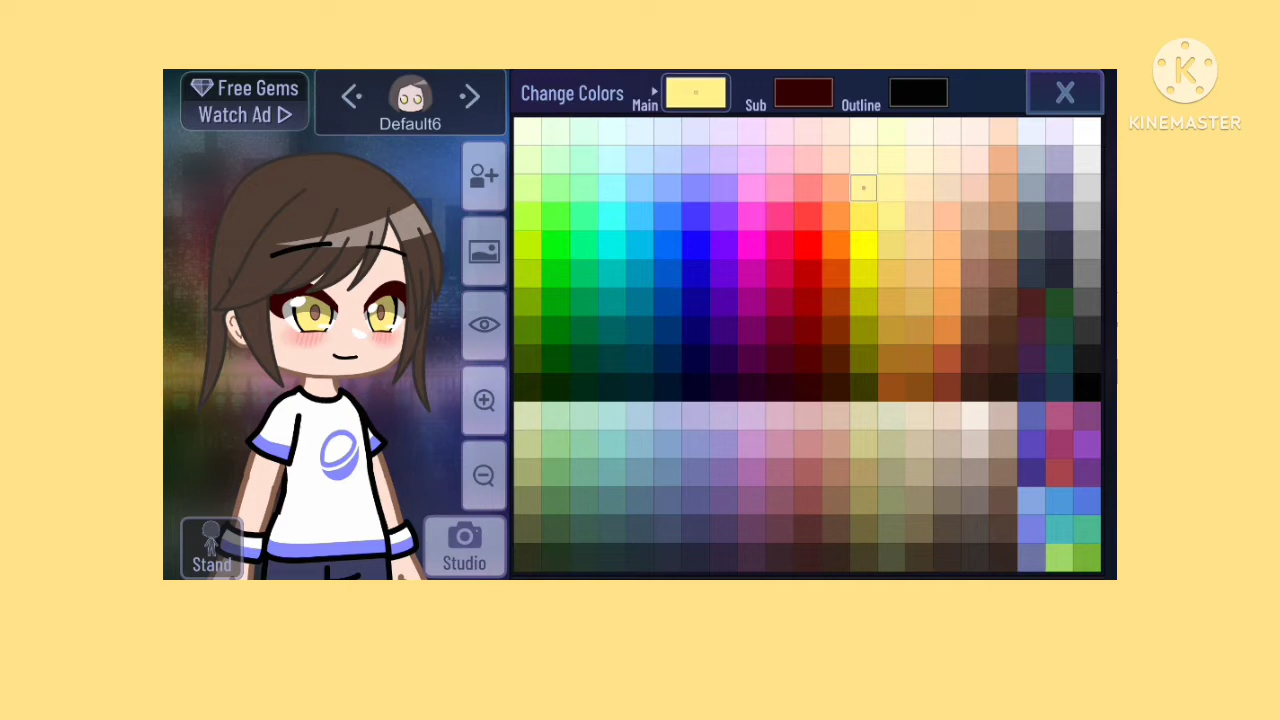 Free Gems
Watch Ad
Default6
Change Colors
Main
Sub
Outline
X
K
KINEMASTER
Stand
Studio